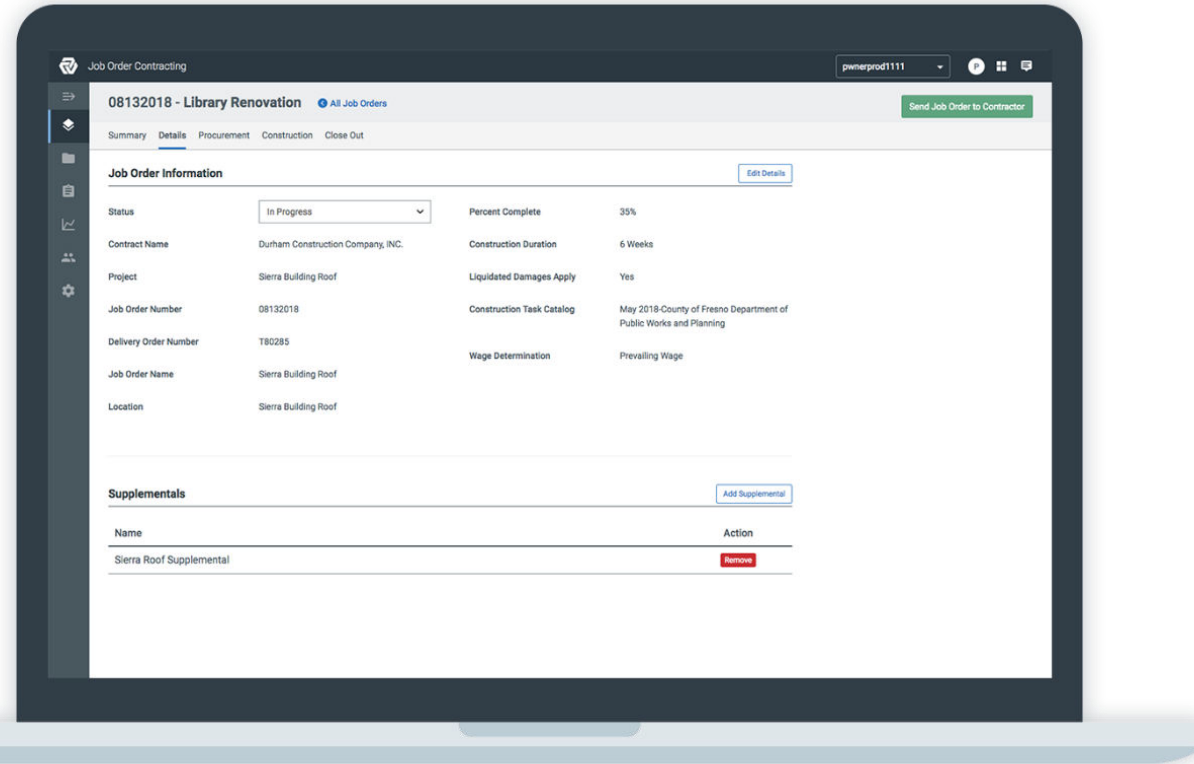 Job Order Contracting
pwnerprod1111
P
08132018 - Library Renovation
All Job Orders
Send Job Order to Contractor
Summary Details Procurement Construction Close Out
Job Order Information
Edit Details
Status In Progress
Percent Complete 35%
Contract Name Durham Construction Company, INC.
Construction Duration 6 Weeks
Project Sierra Building Roof
Liquidated Damages Apply Yes
Job Order Number 08132018
Construction Task Catalog May 2018-County of Fresno Department of
Public Works and Planning
Delivery Order Number T80285
Wage Determination Prevailing Wage
Job Order Name Sierra Building Roof
Location Sierra Building Roof
Supplementals
Add Supplemental
Name Action
Sierra Roof Supplemental Remove